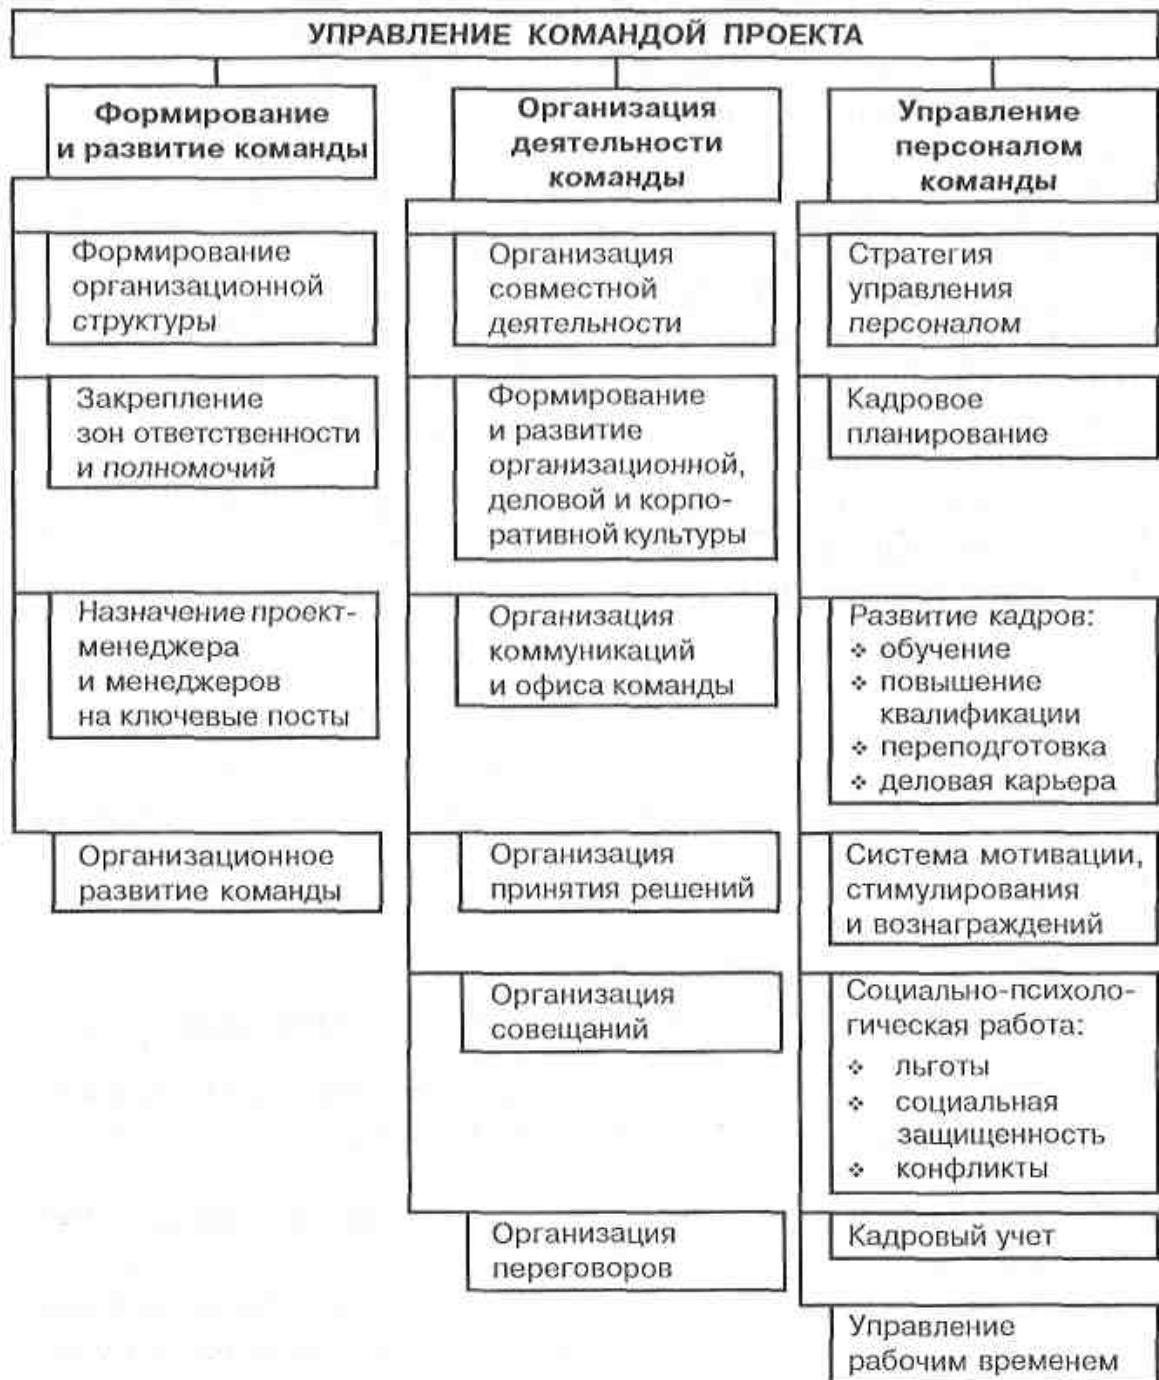 УПРАВЛЕНИЕ КОМАНДОЙ ПРОЕКТА
Формирование
и развитие команды
Формирование
организационной
структуры
Закрепление
зон ответственности
и полномочий
Назначение проект-
менеджера
и менеджеров
на ключевые посты
Организационное
развитие команды
Организация
деятельности
команды
Организация
совместной
деятельности
Формирование
и развитие
организационной,
деловой и корпо-
ративной культуры
Организация
коммуникаций
и офиса команды
Организация
принятия решений
Организация
совещаний
Организация
переговоров
Управление
персоналом
команды
Стратегия
управления
персоналом
Кадровое
планирование
Развитие кадров:
❖ обучение
❖ повышение
квалификации
❖ переподготовка
❖ деловая карьера
Система мотивации,
стимулирования
и вознаграждений
Социально-психоло-
гическая работа:
❖ льготы
❖ социальная
защищенность
❖ конфликты
Кадровый учет
Управление
рабочим временем